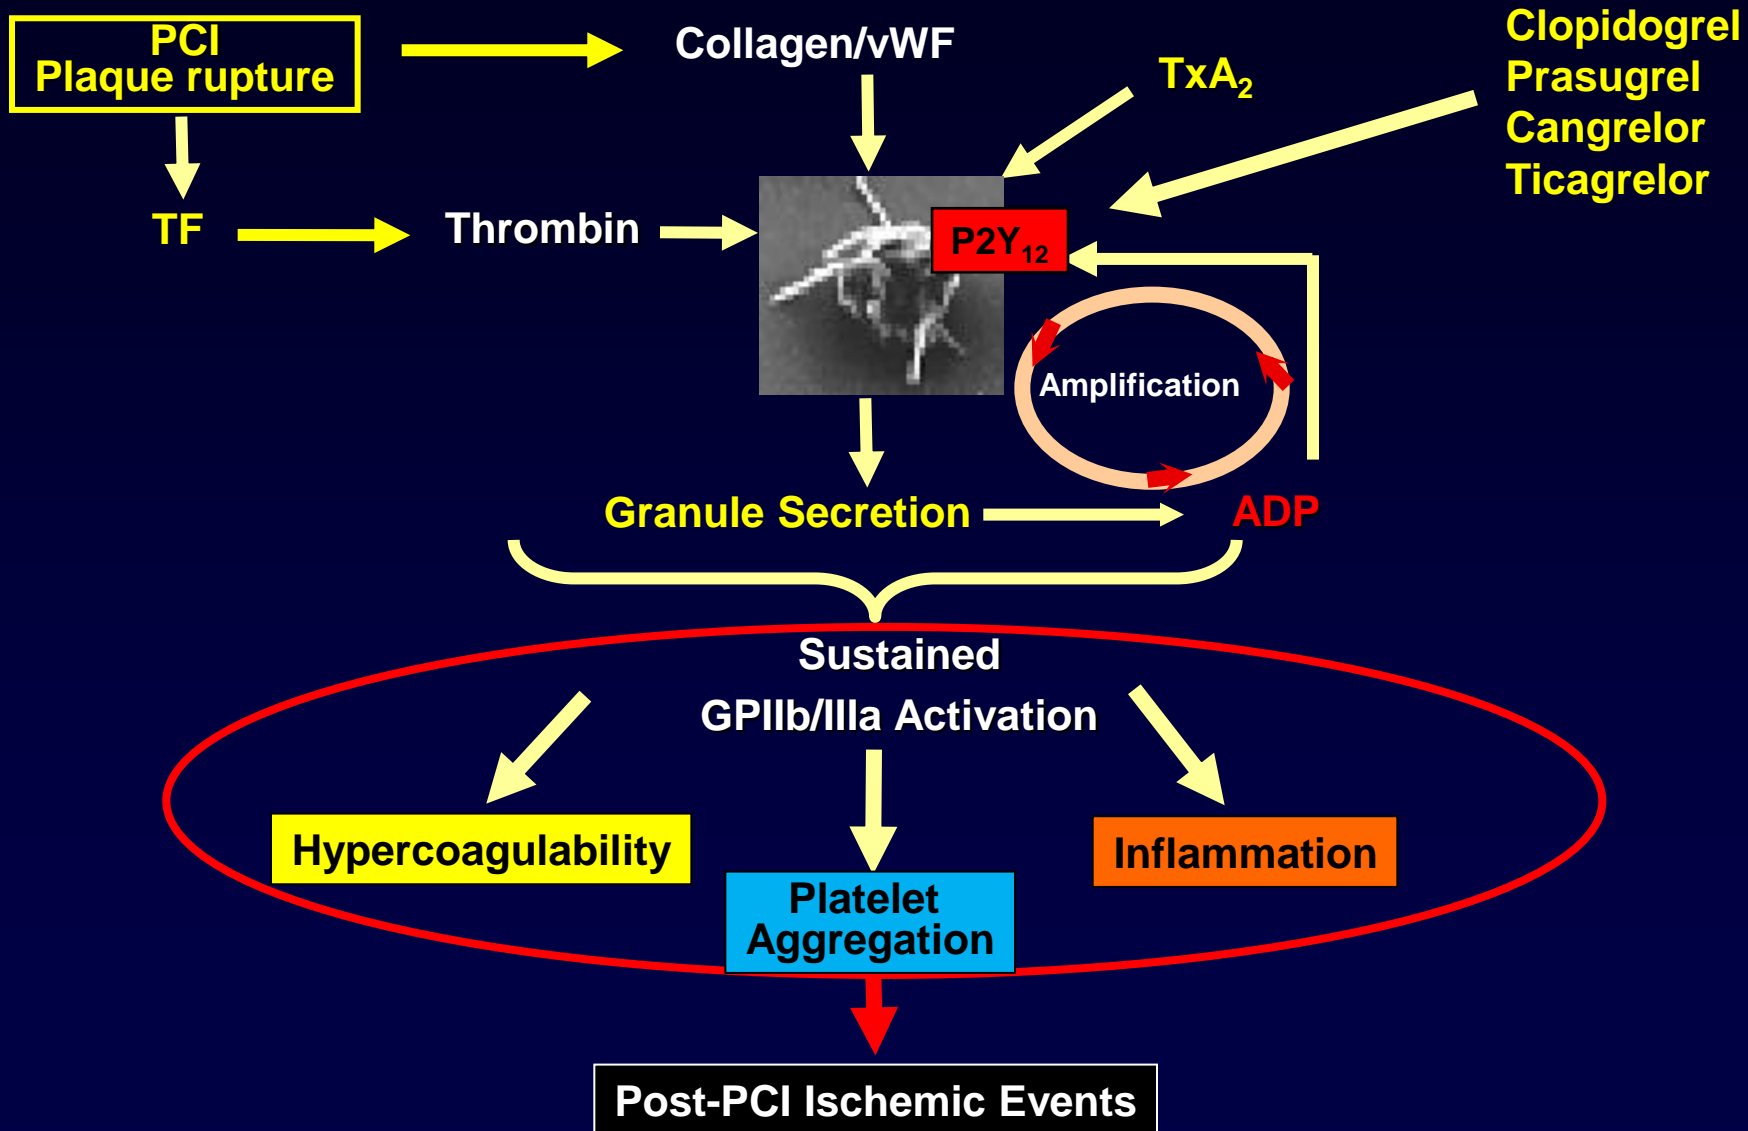 PCI
Plaque rupture
Collagen/vWF
TxA₂
Clopidogrel
Prasugrel
Cangrelor
Ticagrelor
TF
Thrombin
P2Y₁₂
Amplification
Granule Secretion
ADP
Sustained
GPIIb/IIIa Activation
Hypercoagulability
Platelet
Aggregation
Inflammation
Post-PCI Ischemic Events